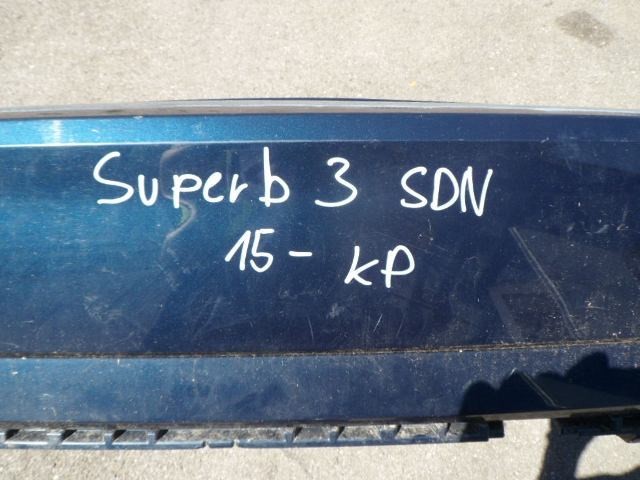 Superb 3 SDN
15- KP